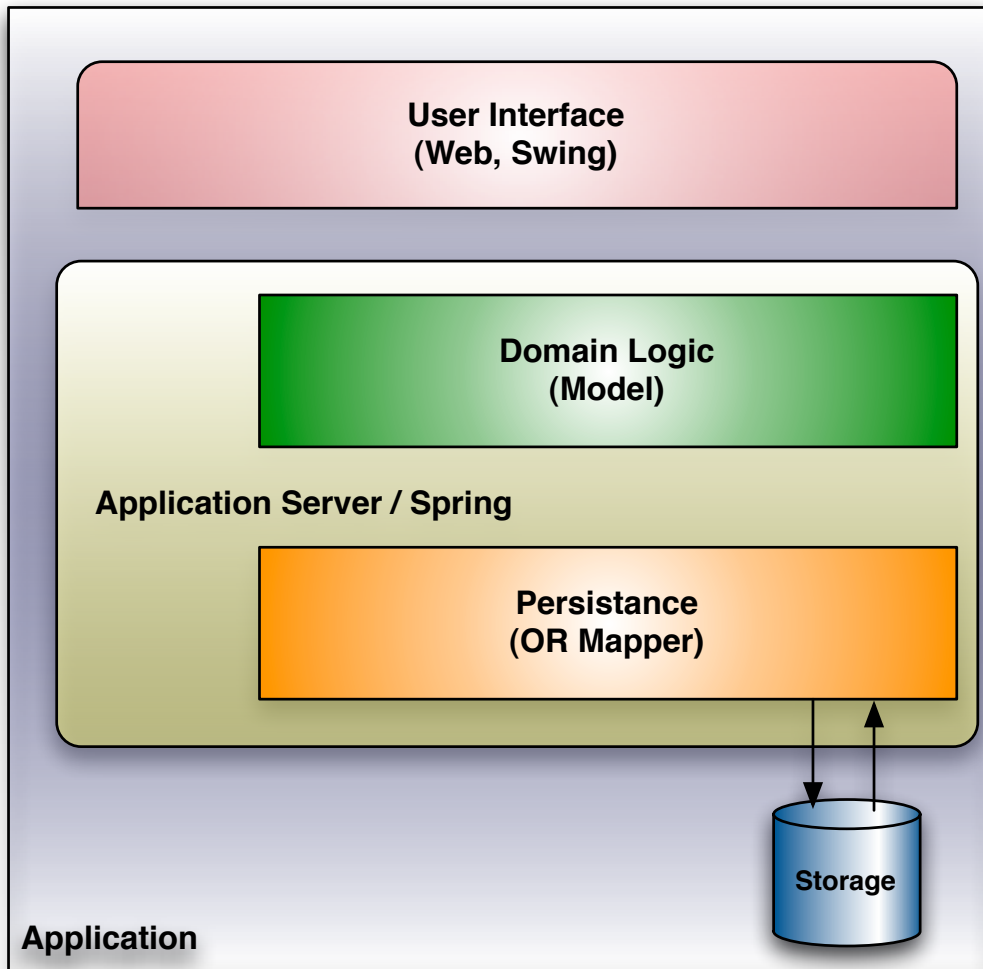 User Interface
(Web, Swing)
Domain Logic
(Model)
Application Server / Spring
Persistance
(OR Mapper)
Storage
Application